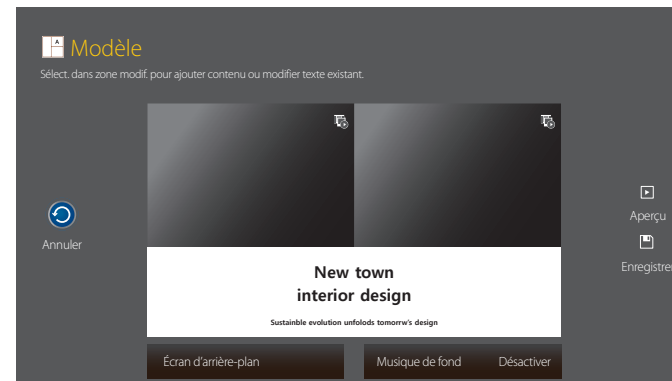 A
Modèle
Sélect. dans zone modif. pour ajouter contenu ou modifier texte existant.
Annuler
Aperçu
Enregistrer
New town
interior design
Sustainble evolution unfolods tomorrw's design
Écran d'arrière-plan
Musique de fond Désactiver